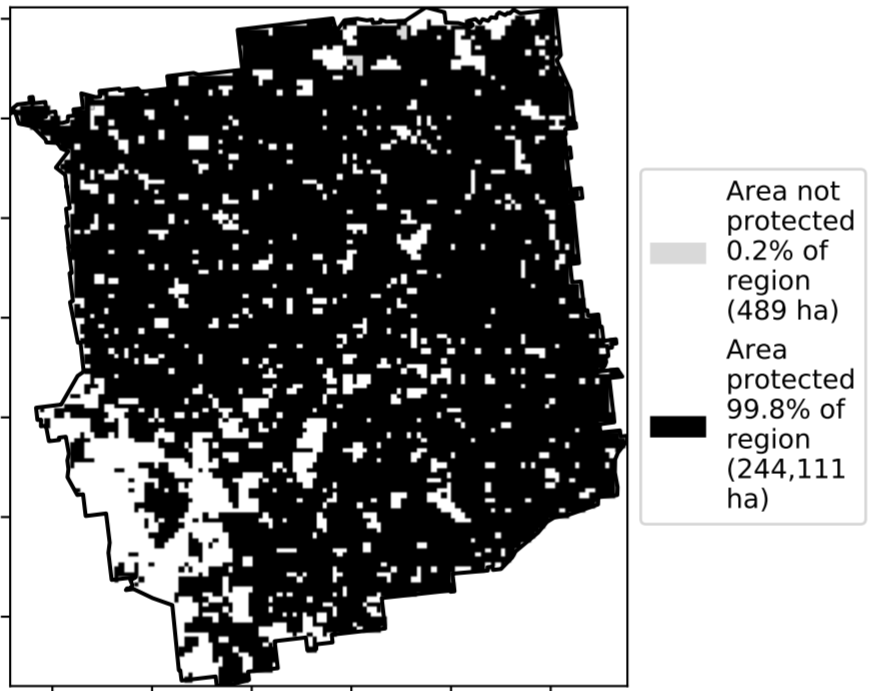 Area not
protected
0.2% of
region
(489 ha)
Area
protected
99.8% of
region
(244,111
ha)